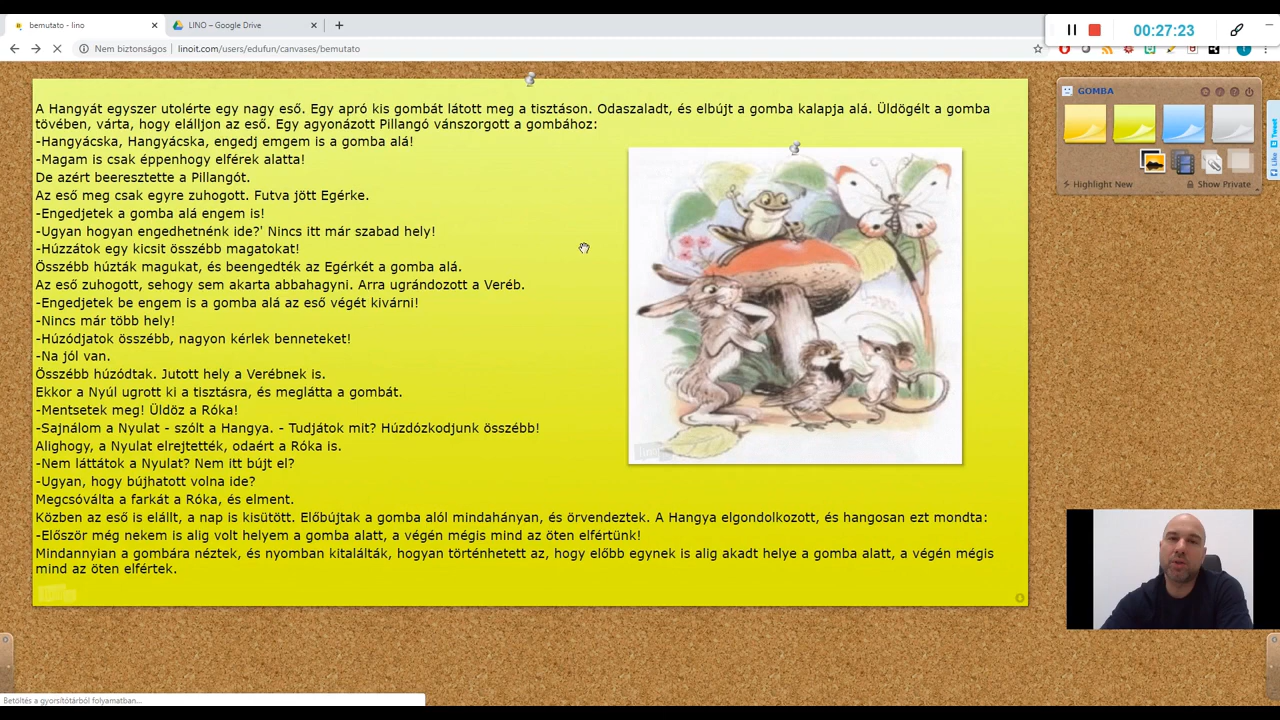 bemutato - lino
LINO – Google Drive
00:27:23
Nem biztonságos
linoit.com/users/edufun/canvases/bemutato
A Hangyát egyszer utolérte egy nagy eső. Egy apró kis gombát látott meg a tisztáson. Odaszaladt, és elbújt a gomba kalapja alá. Üldögélt a gomba
tövében, várta, hogy elálljon az eső. Egy agyonázott Pillangó vánszorgott a gombához:
-Hangyácska, Hangyácska, engedj emgem is a gomba alá!
-Magam is csak éppenhogy elférek alatta!
De azért beeresztette a Pillangót.
Az eső meg csak egyre zuhogott. Futva jött Egérke.
-Engedjetek a gomba alá engem is!
-Ugyan hogyan engedhetnénk ide?' Nincs itt már szabad hely!
-Húzzátok egy kicsit összébb magatokat!
Összébb húzták magukat, és beengedték az Egérkét a gomba alá.
Az eső zuhogott, sehogy sem akarta abbahagyni. Arra ugrándozott a Veréb.
-Engedjetek be engem is a gomba alá az eső végét kivárni!
-Nincs már több hely!
-Húzódjatok összébb, nagyon kérlek benneteket!
-Na jól van.
Összébb húzódtak. Jutott hely a Verébnek is.
Ekkor a Nyúl ugrott ki a tisztásra, és meglátta a gombát.
-Mentsetek meg! Üldöz a Róka!
-Sajnálom a Nyulat - szólt a Hangya. - Tudjátok mit? Húzdózkodjunk összébb!
Alighogy, a Nyulat elrejtették, odaért a Róka is.
-Nem láttátok a Nyulat? Nem itt bújt el?
-Ugyan, hogy bújhatott volna ide?
Megcsóválta a farkát a Róka, és elment.
Közben az eső is elállt, a nap is kisütött. Előbújtak a gomba alól mindahányan, és örvendeztek. A Hangya elgondolkozott, és hangosan ezt mondta:
-Először még nekem is alig volt helyem a gomba alatt, a végén mégis mind az öten elfértünk!
Mindannyian a gombára néztek, és nyomban kitalálták, hogyan történhetett az, hogy előbb egynek is alig akadt helye a gomba alatt, a végén mégis
mind az öten elfértek.
lino
GOMBA
Highlight New
Show Private
Tweet
Like
Betöltés a gyorsítótárból folyamatban...